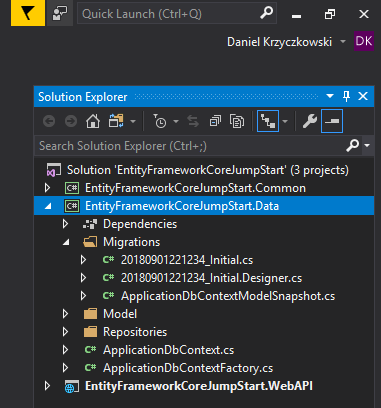 Quick Launch (Ctrl+Q)
Daniel Krzyczkowski DK
Solution Explorer
Search Solution Explorer (Ctrl+;)
Solution 'EntityFrameworkCoreJumpStart' (3 projects)
C# EntityFrameworkCoreJumpStart.Common
C# EntityFrameworkCoreJumpStart.Data
Dependencies
Migrations
C# 20180901221234_Initial.cs
C# 20180901221234_Initial.Designer.cs
C# ApplicationDbContextModelSnapshot.cs
Model
Repositories
C# ApplicationDbContext.cs
C# ApplicationDbContextFactory.cs
EntityFrameworkCoreJumpStart.WebAPI